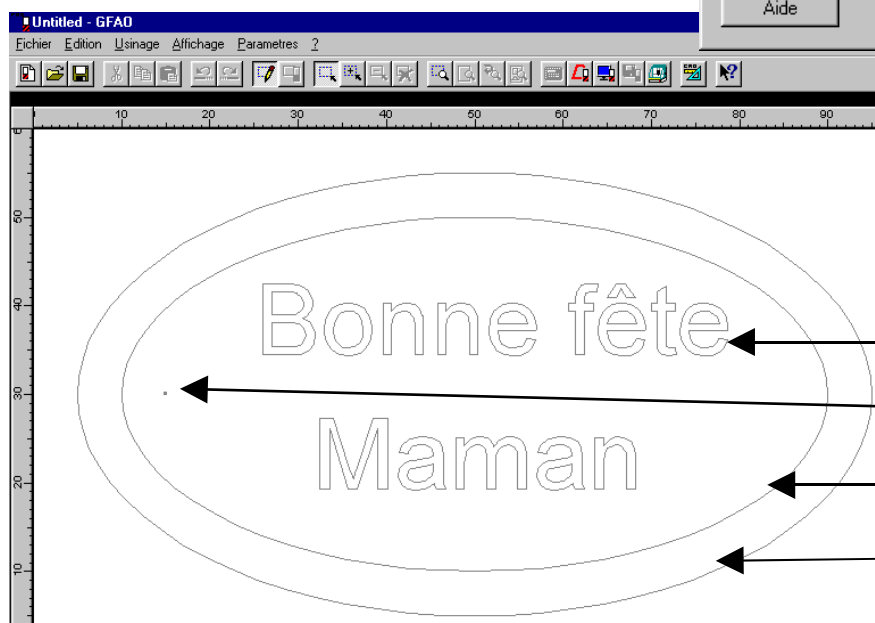 Aide
Untitled - GFAO
Fichier Edition Usinage Affichage Parametres ?
10 20 30 40 50 60 70 80 90
50
40
30
20
10
Bonne fête
Maman